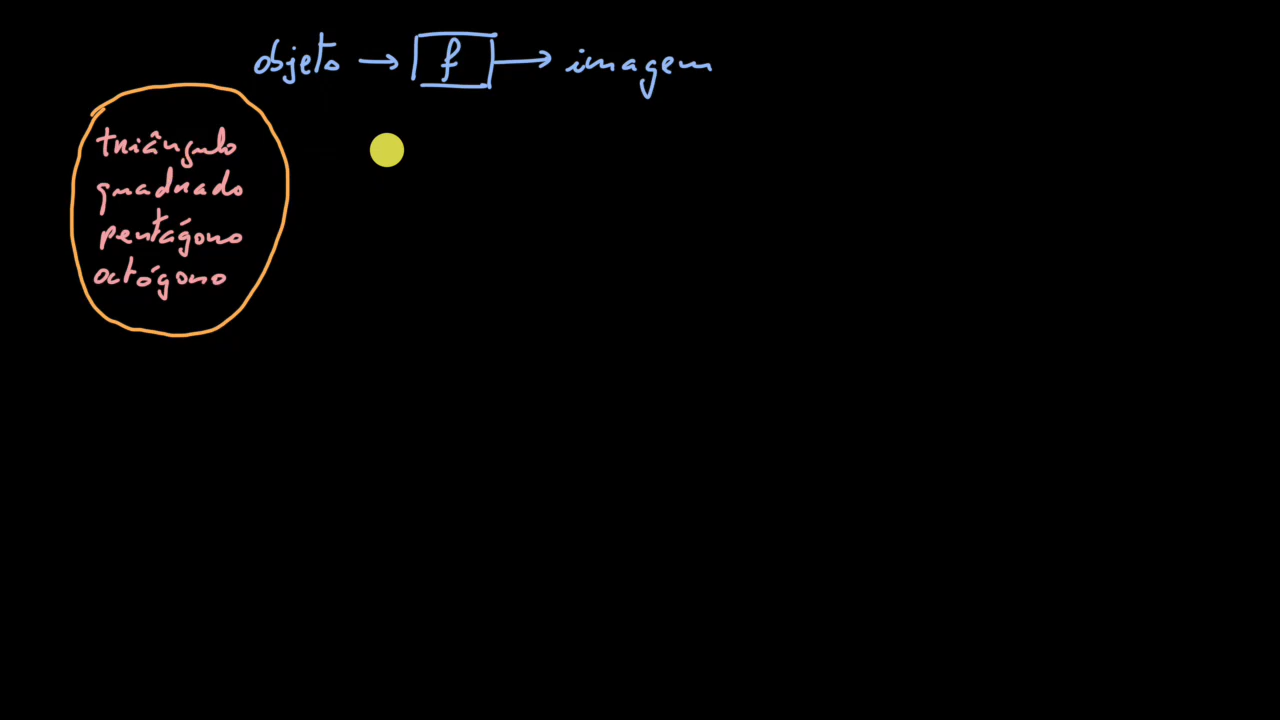 objeto → f → imagem
triângulo
quadrado
pentágono
octógono